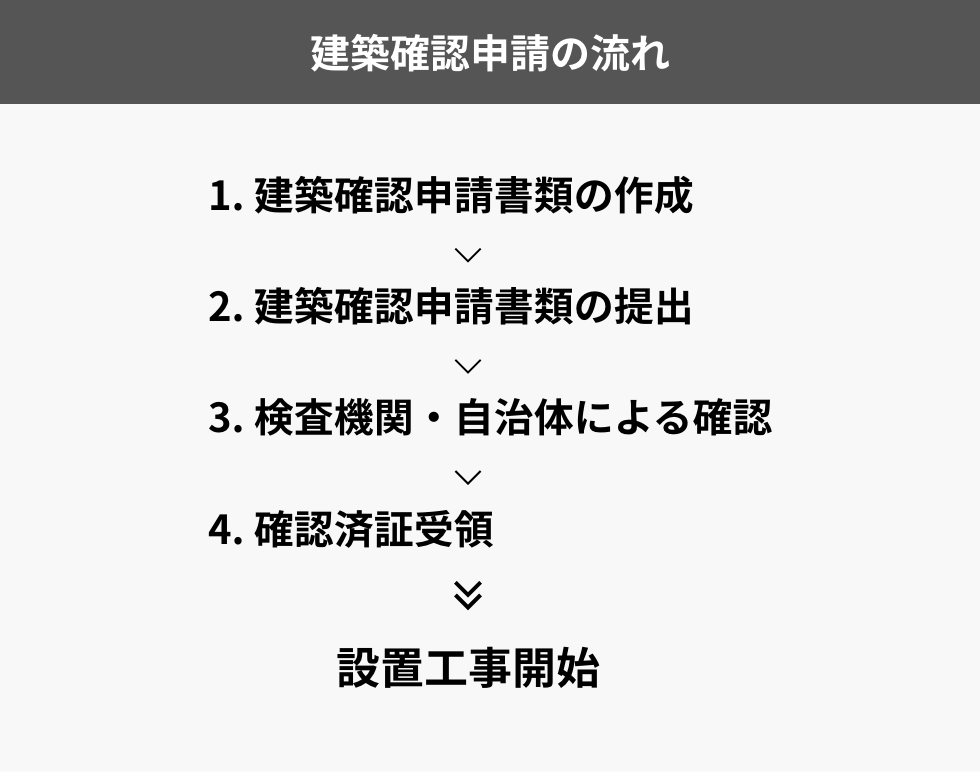 建築確認申請の流れ
1. 建築確認申請書類の作成
2. 建築確認申請書類の提出
3. 検査機関・自治体による確認
4. 確認済証受領
設置工事開始